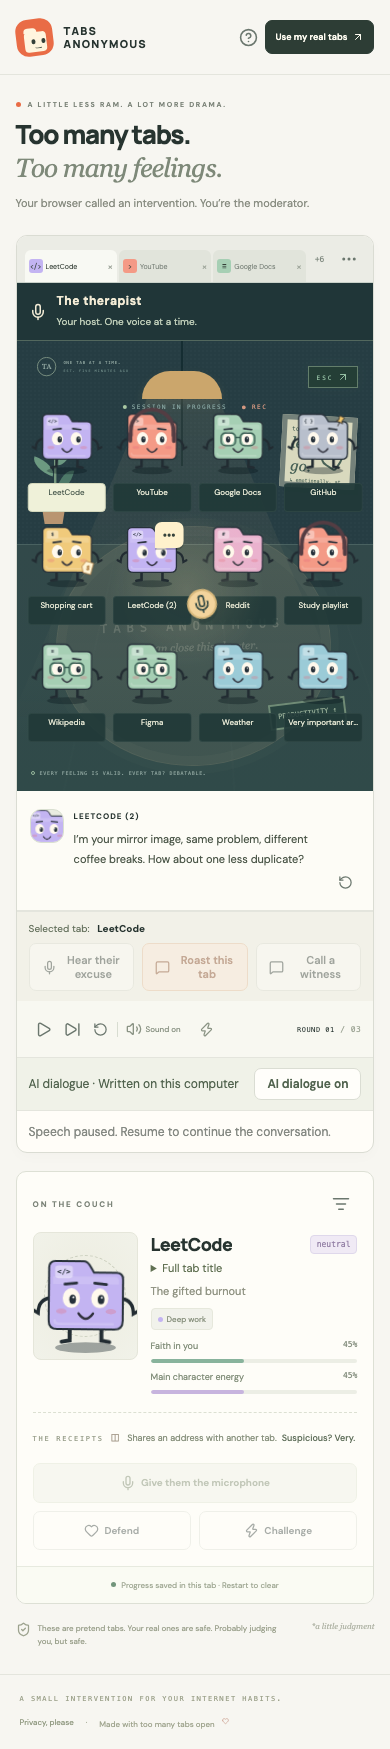 TABS
ANONYMOUS
Use my real tabs
A LITTLE LESS RAM. A LOT MORE DRAMA.
Too many tabs.
Too many feelings.
Your browser called an intervention. You're the moderator.
LeetCode × YouTube × Google Docs × +6
The therapist
Your host. One voice at a time.
TA ONE TAB AT A TIME.
ESC
SESSION IN PROGRESS REC
LeetCode YouTube Google Docs GitHub
Shopping cart LeetCode (2) Reddit Study playlist
TABS ANONYMOUS
Wikipedia Figma Weather Very important ar...
EVERY FEELING IS VALID. EVERY TAB? DEBATABLE.
LEETCODE (2)
I'm your mirror image, same problem, different
coffee breaks. How about one less duplicate?
Selected tab: LeetCode
Hear their excuse
Roast this tab
Call a witness
Sound on
ROUND 01 / 03
AI dialogue · Written on this computer
AI dialogue on
Speech paused. Resume to continue the conversation.
ON THE COUCH
LeetCode
neutral
▶ Full tab title
The gifted burnout
Deep work
Faith in you 45%
Main character energy 45%
THE RECEIPTS Shares an address with another tab. Suspicious? Very.
Give them the microphone
Defend
Challenge
Progress saved in this tab · Restart to clear
These are pretend tabs. Your real ones are safe. Probably judging
you, but safe.
*a little judgment
A SMALL INTERVENTION FOR YOUR INTERNET HABITS.
Privacy, please · Made with too many tabs open